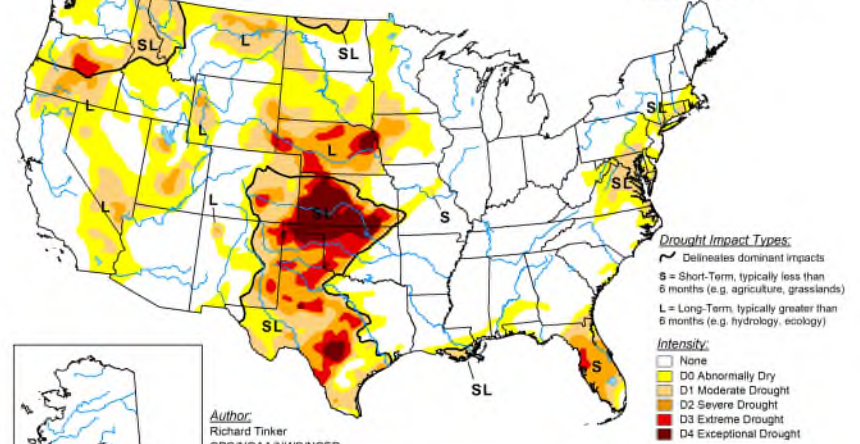 SL
L
SL
L
L
L
SL
L
L
SL
S
SL
SL
S
SL
Drought Impact Types:
Delineates dominant impacts
S = Short-Term, typically less than
6 months (e.g. agriculture, grasslands)
L = Long-Term, typically greater than
6 months (e.g. hydrology, ecology)
Intensity:
None
D0 Abnormally Dry
D1 Moderate Drought
D2 Severe Drought
D3 Extreme Drought
D4 Exceptional Drought
Author:
Richard Tinker